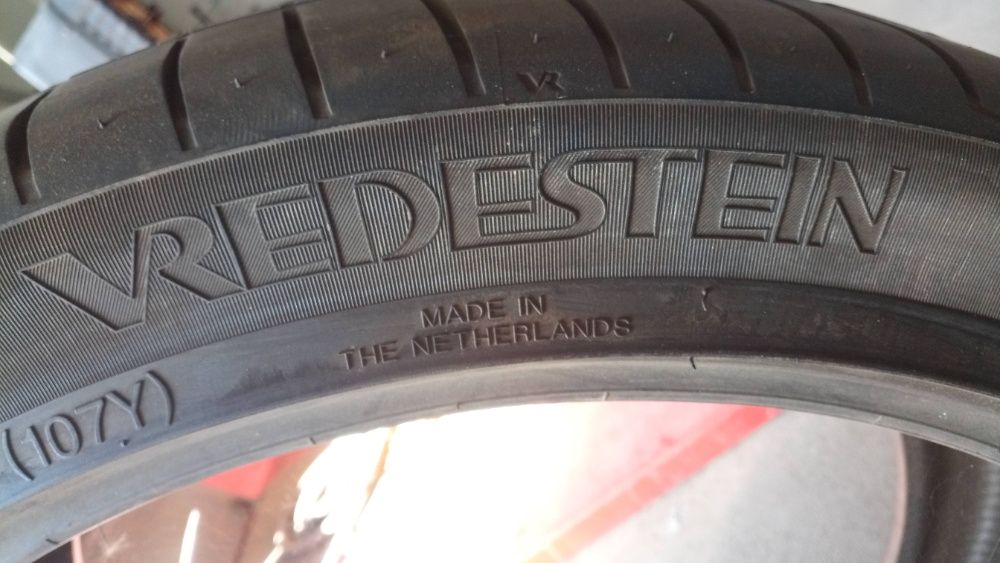 VR
VREDESTEIN
MADE IN
THE NETHERLANDS
(107Y)